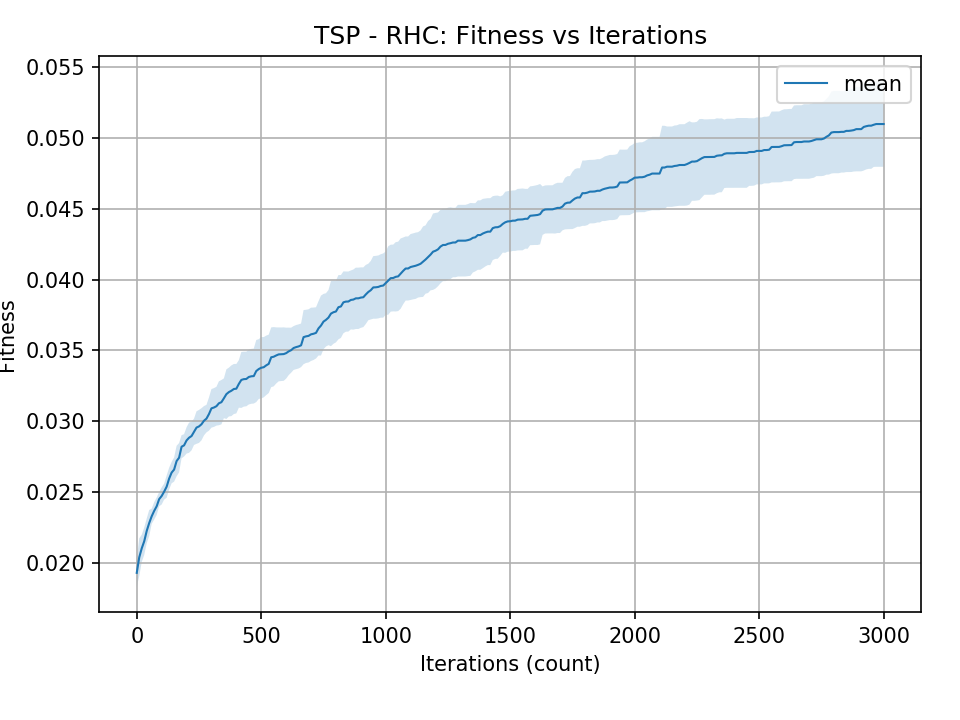 TSP - RHC: Fitness vs Iterations
mean
Fitness
0.055
0.050
0.045
0.040
0.035
0.030
0.025
0.020
0 500 1000 1500 2000 2500 3000
Iterations (count)